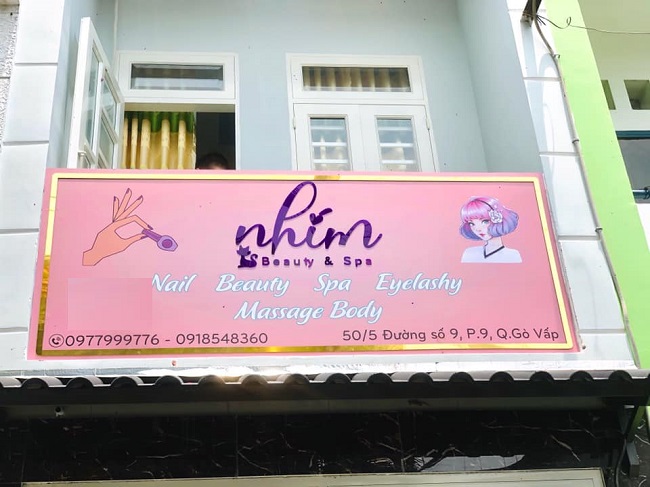 nhím
Beauty & Spa
Nail Beauty Spa Eyelashy
Massage Body
0977999776 - 0918548360
50/5 Đường số 9, P.9, Q.Gò Vấp